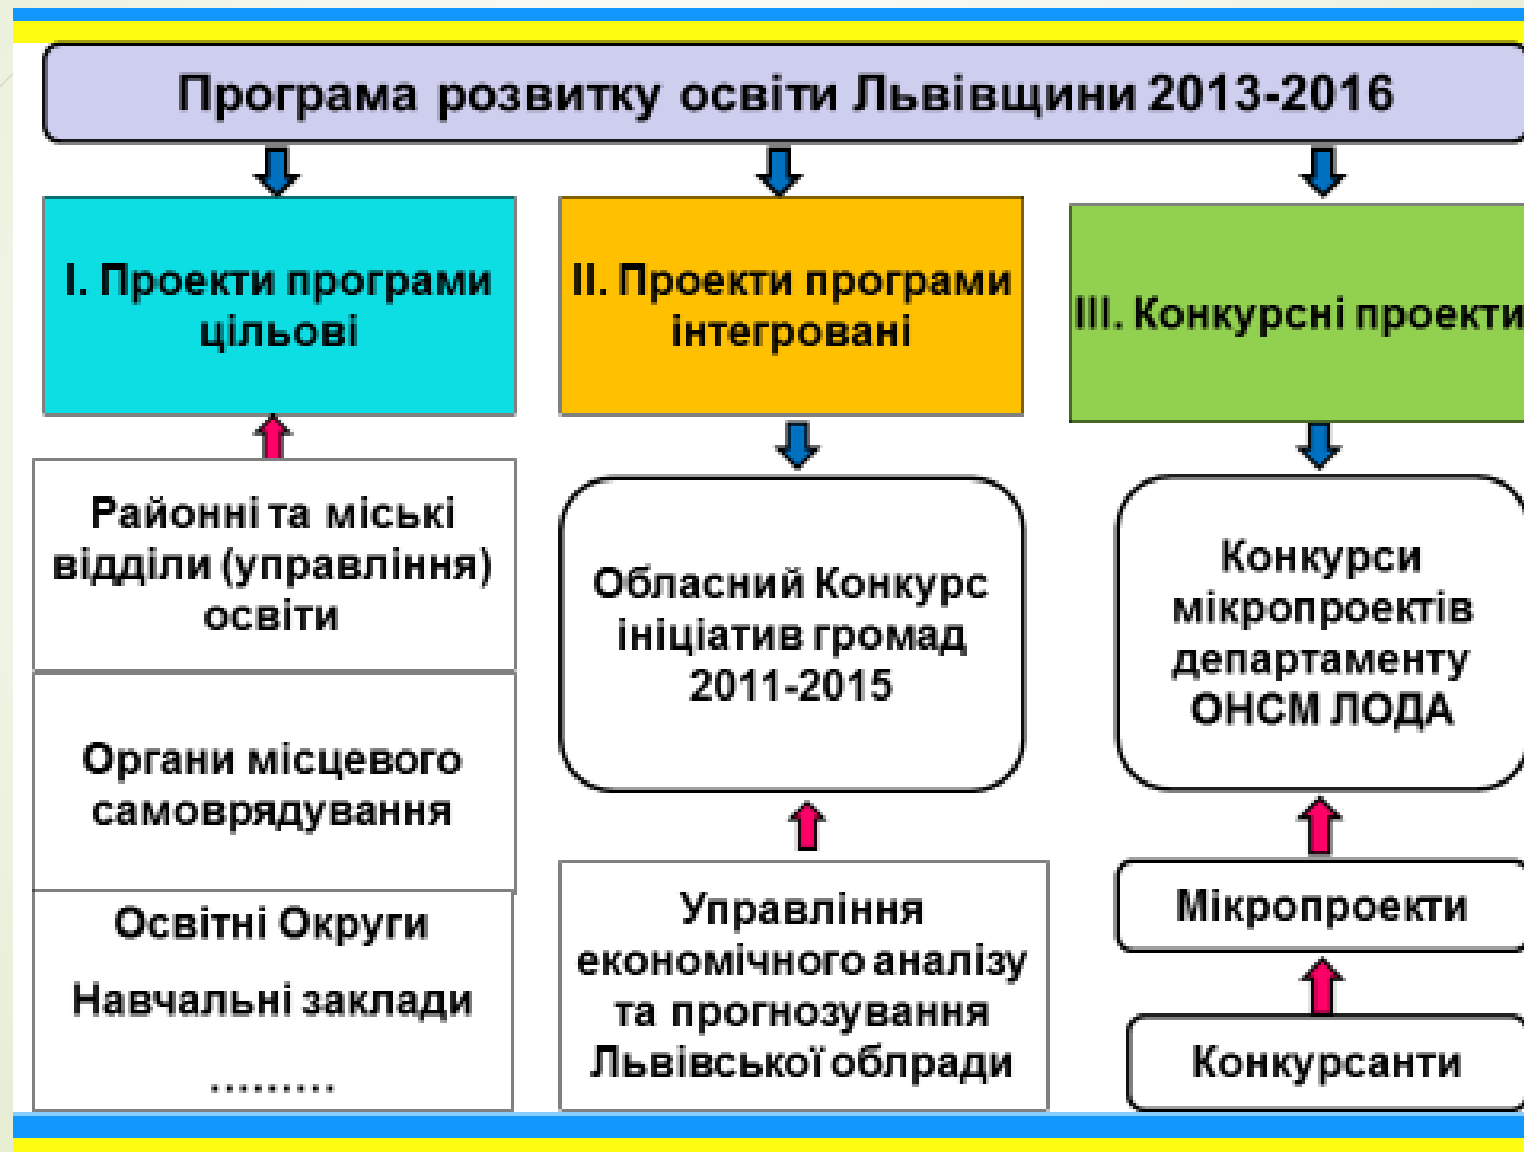 Програма розвитку освіти Львівщини 2013-2016
І. Проекти програми
цільові
ІІ. Проекти програми
інтегровані
ІІІ. Конкурсні проекти
Районні та міські
відділи (управління)
освіти
Органи місцевого
самоврядування
Освітні Округи
Навчальні заклади
.........
Обласний Конкурс
ініціатив громад
2011-2015
Управління
економічного аналізу
та прогнозування
Львівської облради
Конкурси
мікропроектів
департаменту
ОНСМ ЛОДА
Мікропроекти
Конкурсанти